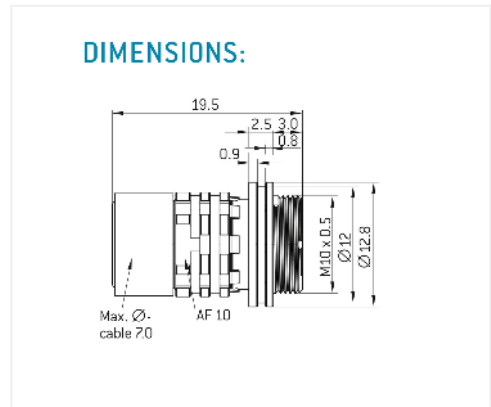 DIMENSIONS:
19.5
2.5 3.0
0.8
0.9
M10 x 0.5
Ø12
Ø12.8
Max. Ø- AF 10
cable 7.0